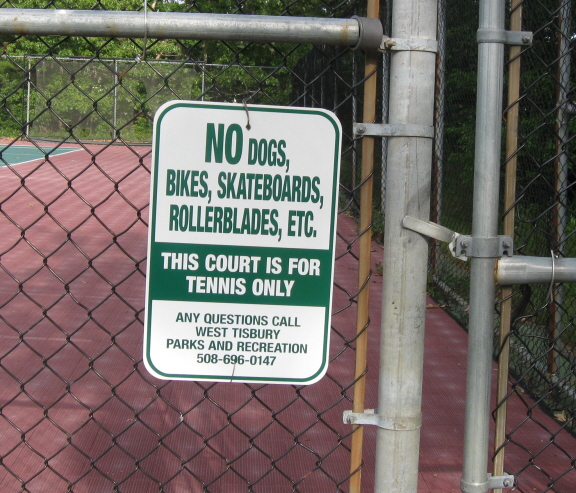 NO DOGS,
BIKES, SKATEBOARDS,
ROLLERBLADES, ETC.
THIS COURT IS FOR
TENNIS ONLY
ANY QUESTIONS CALL
WEST TISBURY
PARKS AND RECREATION
508-696-0147